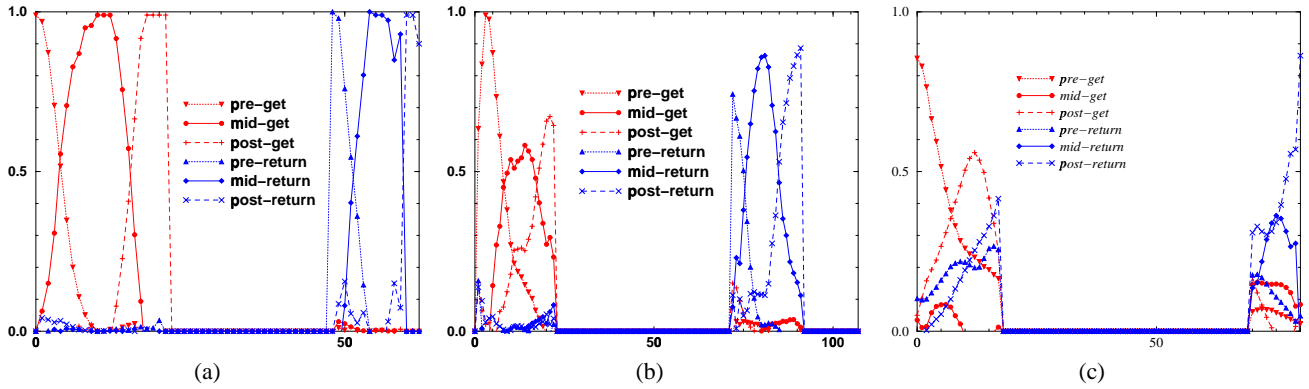 1.0
0.5
0.0
0
50
pre-get
mid-get
post-get
pre-return
mid-return
post-return
(a)
1.0
0.5
0.0
0
50
100
pre-get
mid-get
post-get
pre-return
mid-return
post-return
(b)
1.0
0.5
0.0
0
50
pre-get
mid-get
post-get
pre-return
mid-return
post-return
(c)